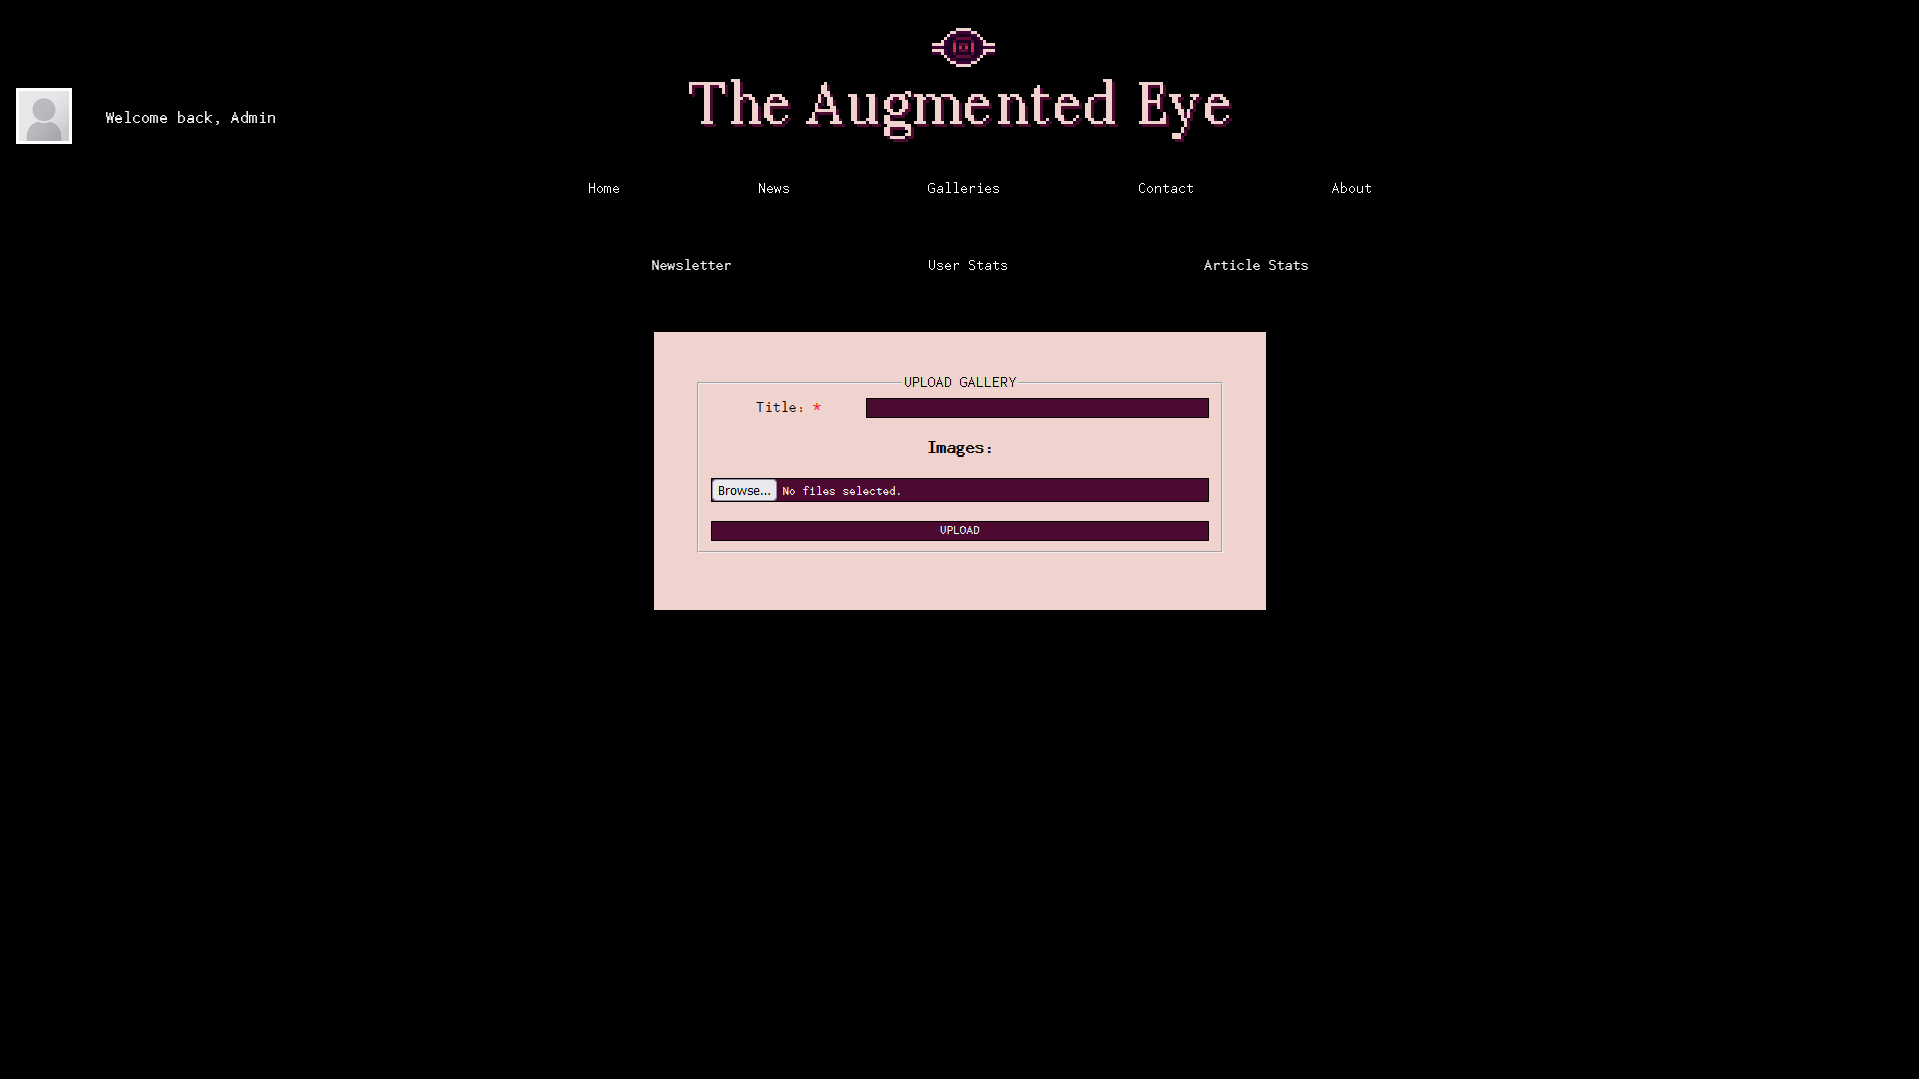 The Augmented Eye
Welcome back, Admin
Home News Galleries Contact About
Newsletter User Stats Article Stats
UPLOAD GALLERY
Title: *
Images:
Browse... No files selected.
UPLOAD